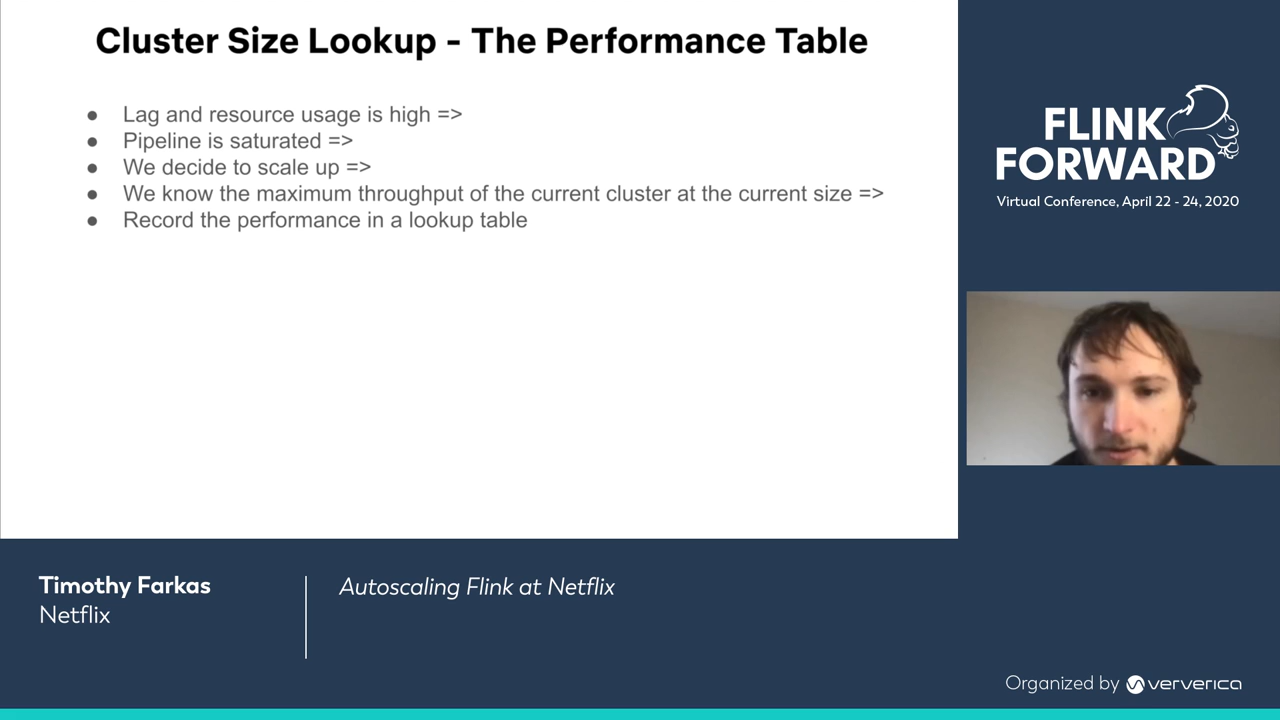 Cluster Size Lookup - The Performance Table
● Lag and resource usage is high =>
● Pipeline is saturated =>
● We decide to scale up =>
● We know the maximum throughput of the current cluster at the current size =>
● Record the performance in a lookup table
FLINK
FORWARD
Virtual Conference, April 22 - 24, 2020
Timothy Farkas
Netflix
Autoscaling Flink at Netflix
Organized by ververica